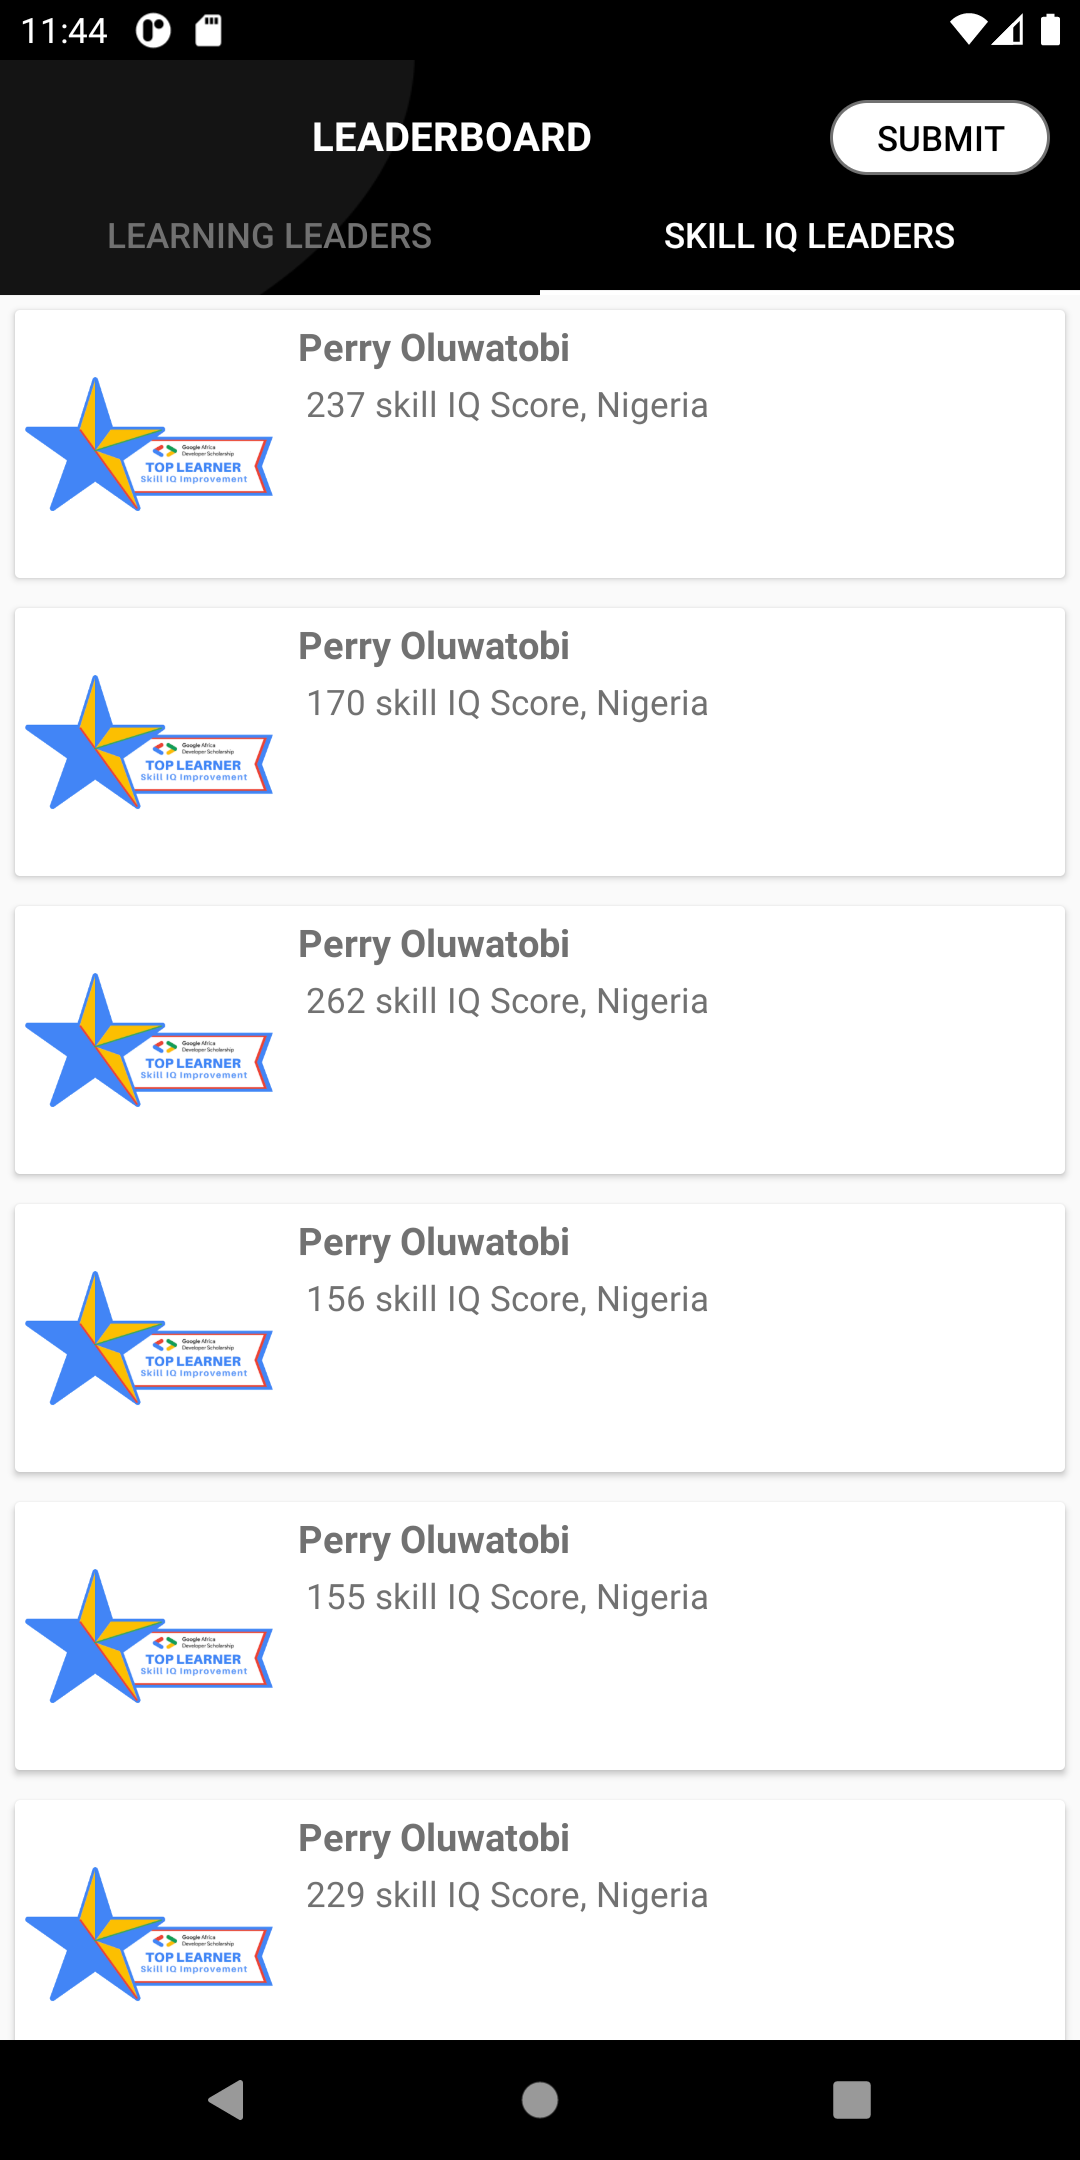 11:44
LEADERBOARD
SUBMIT
LEARNING LEADERS
SKILL IQ LEADERS
Perry Oluwatobi
237 skill IQ Score, Nigeria
Google Africa
Developer Scholarship
TOP LEARNER
Skill IQ Improvement
Perry Oluwatobi
170 skill IQ Score, Nigeria
Google Africa
Developer Scholarship
TOP LEARNER
Skill IQ Improvement
Perry Oluwatobi
262 skill IQ Score, Nigeria
Google Africa
Developer Scholarship
TOP LEARNER
Skill IQ Improvement
Perry Oluwatobi
156 skill IQ Score, Nigeria
Google Africa
Developer Scholarship
TOP LEARNER
Skill IQ Improvement
Perry Oluwatobi
155 skill IQ Score, Nigeria
Google Africa
Developer Scholarship
TOP LEARNER
Skill IQ Improvement
Perry Oluwatobi
229 skill IQ Score, Nigeria
Google Africa
Developer Scholarship
TOP LEARNER
Skill IQ Improvement